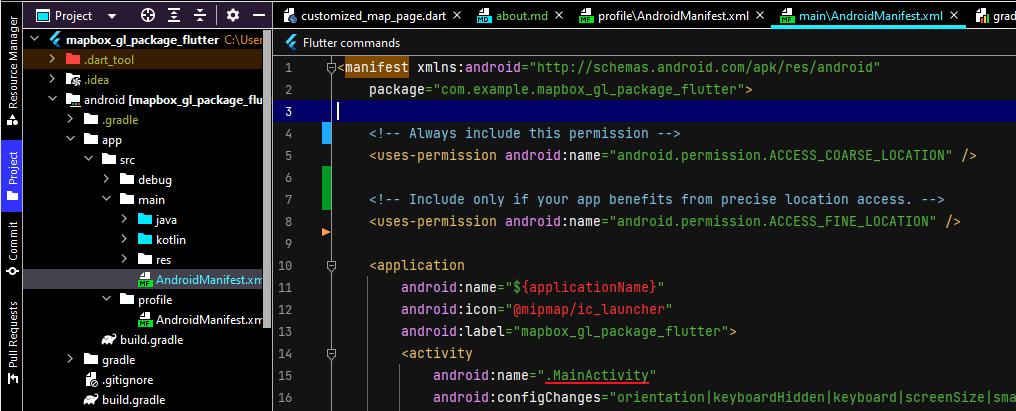 Project
customized_map_page.dart
about.md
profile\AndroidManifest.xml
main\AndroidManifest.xml
grad
Resource Manager
Project
Commit
Pull Requests
mapbox_gl_package_flutter C:\User
.dart_tool
.idea
android [mapbox_gl_package_flu
.gradle
app
src
debug
main
java
kotlin
res
AndroidManifest.xm
profile
AndroidManifest.xm
build.gradle
gradle
.gitignore
build.gradle
Flutter commands
1 <manifest xmlns:android="http://schemas.android.com/apk/res/android"
2 package="com.example.mapbox_gl_package_flutter">
3
4 <!-- Always include this permission -->
5 <uses-permission android:name="android.permission.ACCESS_COARSE_LOCATION" />
6
7 <!-- Include only if your app benefits from precise location access. -->
8 <uses-permission android:name="android.permission.ACCESS_FINE_LOCATION" />
9
10 <application
11 android:name="${applicationName}"
12 android:icon="@mipmap/ic_launcher"
13 android:label="mapbox_gl_package_flutter">
14 <activity
15 android:name=".MainActivity"
16 android:configChanges="orientation|keyboardHidden|keyboard|screenSize|sma